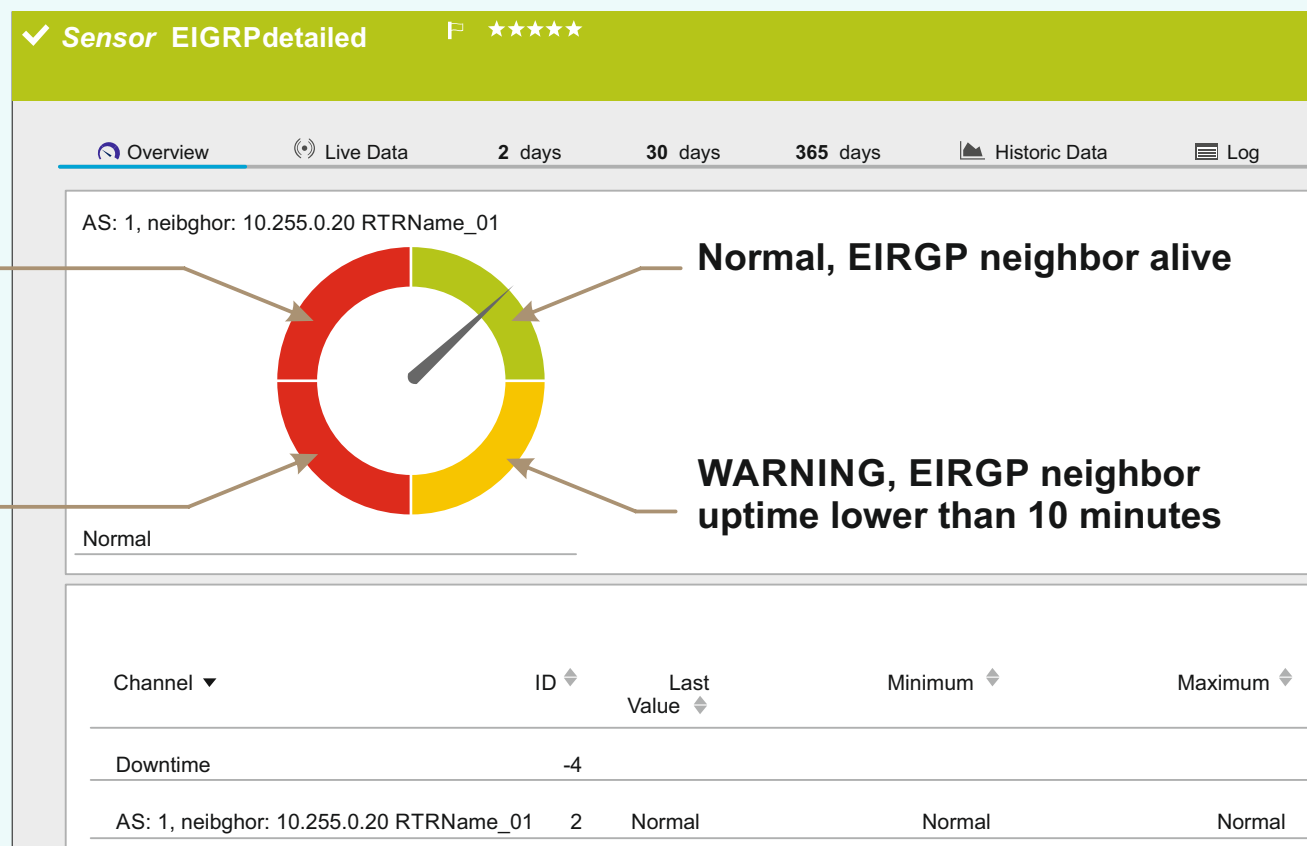 Sensor EIGRPdetailed
Overview Live Data 2 days 30 days 365 days Historic Data Log
AS: 1, neibghor: 10.255.0.20 RTRName_01
Normal, EIRGP neighbor alive
WARNING, EIRGP neighbor
uptime lower than 10 minutes
Normal
Channel ID Last Minimum Maximum
Value
Downtime -4
AS: 1, neibghor: 10.255.0.20 RTRName_01 2 Normal Normal Normal